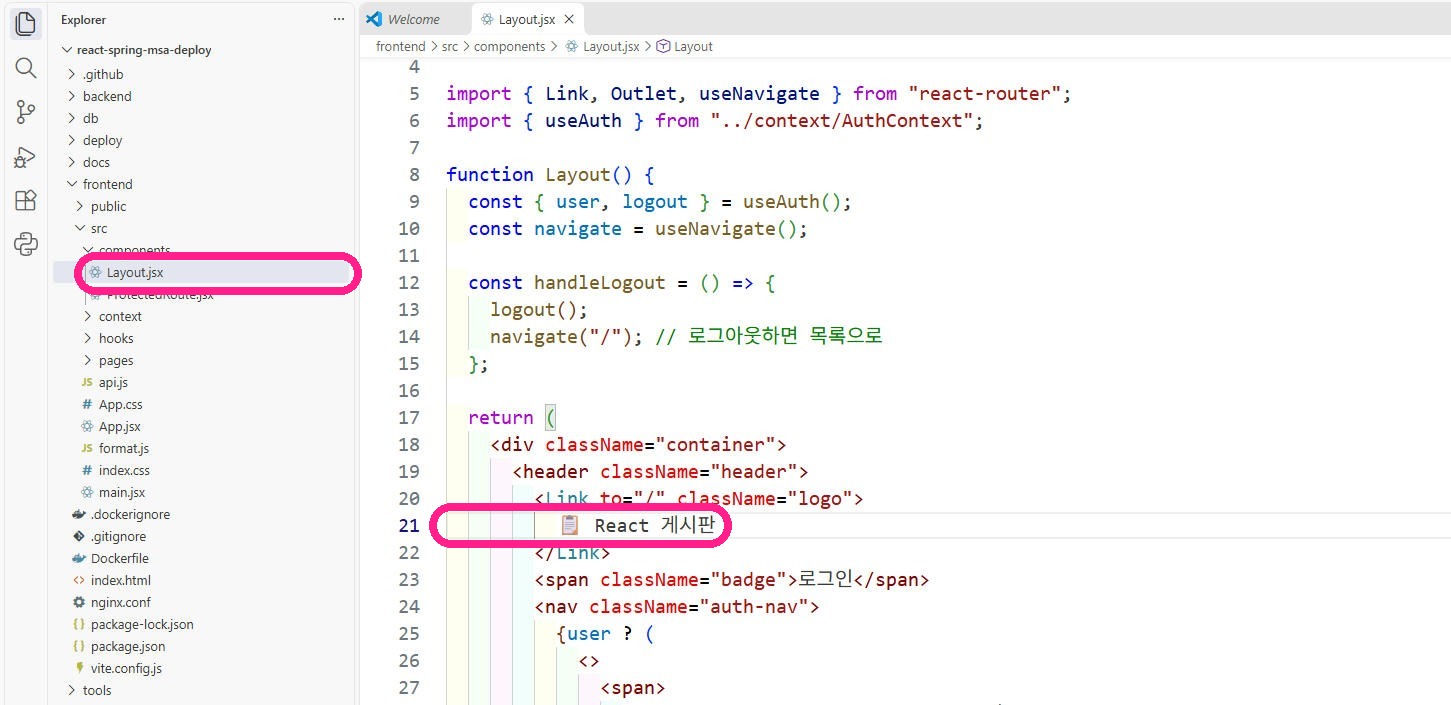 Explorer
react-spring-msa-deploy
.github
backend
db
deploy
docs
frontend
public
src
components
Layout.jsx
ProtectedRoute.jsx
context
hooks
pages
JS api.js
# App.css
App.jsx
JS format.js
# index.css
main.jsx
.dockerignore
.gitignore
Dockerfile
<> index.html
nginx.conf
{} package-lock.json
{} package.json
vite.config.js
tools
Welcome
Layout.jsx
frontend > src > components > Layout.jsx > Layout
4
5 import { Link, Outlet, useNavigate } from "react-router";
6 import { useAuth } from "../context/AuthContext";
7
8 function Layout() {
9 const { user, logout } = useAuth();
10 const navigate = useNavigate();
11
12 const handleLogout = () => {
13 logout();
14 navigate("/"); // 로그아웃하면 목록으로
15 };
16
17 return (
18 <div className="container">
19 <header className="header">
20 <Link to="/" className="logo">
21 📋 React 게시판
22 </Link>
23 <span className="badge">로그인</span>
24 <nav className="auth-nav">
25 {user ? (
26 <>
27 <span>